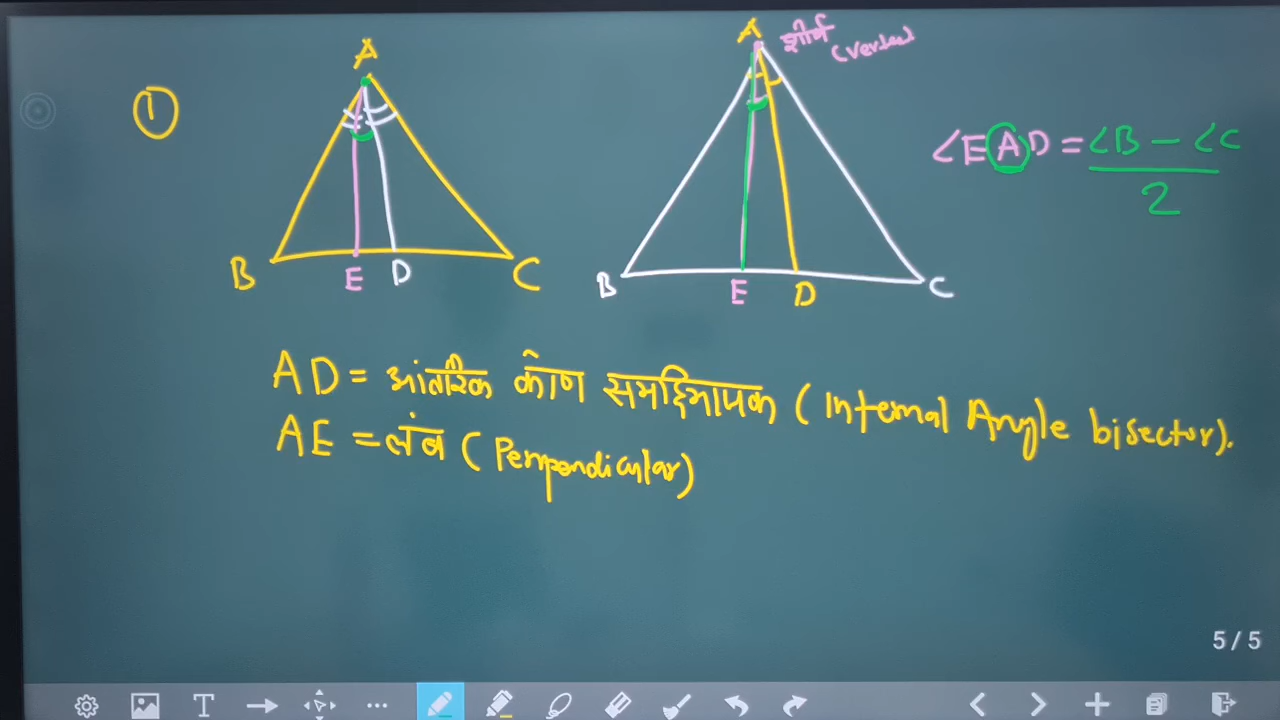 ①
A
B E D C
A शीर्ष (Vertex)
B E D C
∠EAD = ∠B - ∠C / 2
AD = आंतरिक कोण समद्विभाजक (Internal Angle bisector).
AE = लंब (Perpendicular)
5 / 5
T